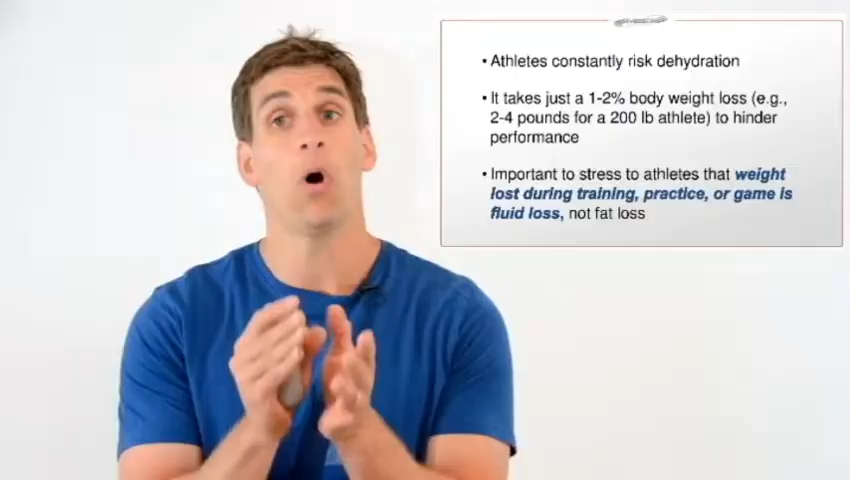 • Athletes constantly risk dehydration
• It takes just a 1-2% body weight loss (e.g.,
2-4 pounds for a 200 lb athlete) to hinder
performance
• Important to stress to athletes that weight
lost during training, practice, or game is
fluid loss, not fat loss